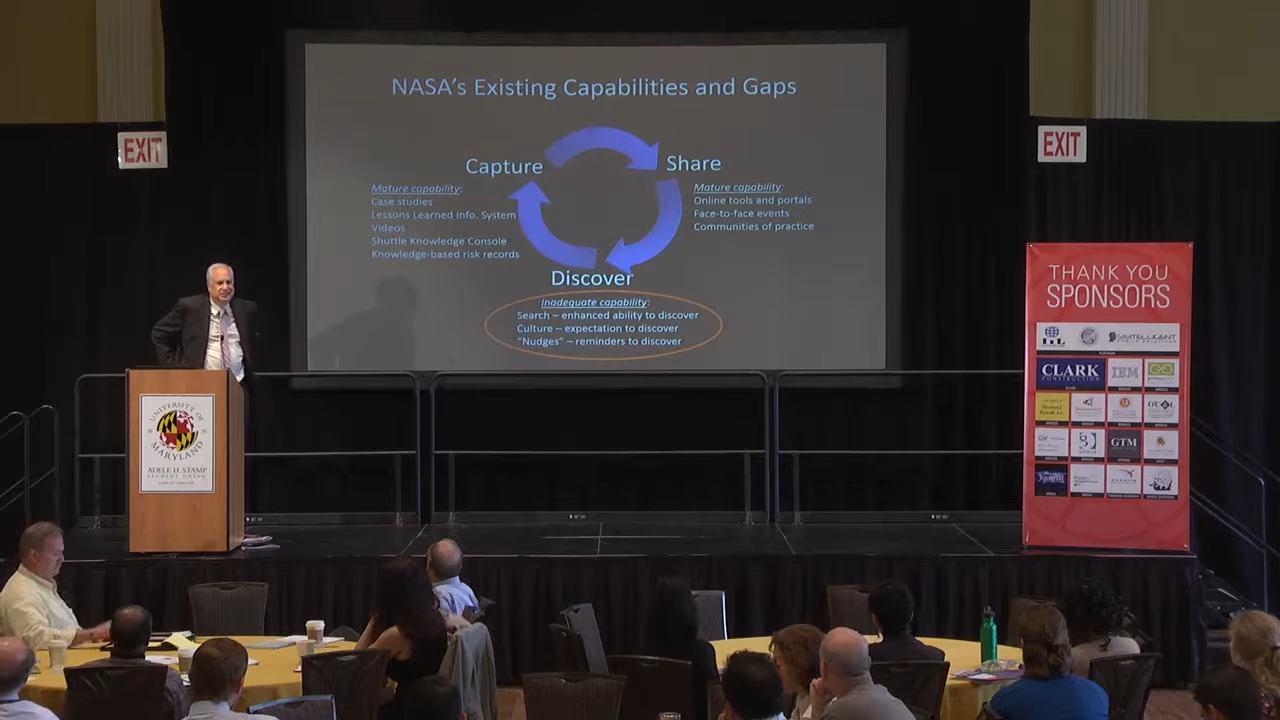 NASA's Existing Capabilities and Gaps
EXIT
EXIT
Capture
Share
Mature capability:
Case studies
Lessons Learned Info. System
Videos
Shuttle Knowledge Console
Knowledge-based risk records
Mature capability:
Online tools and portals
Face-to-face events
Communities of practice
Discover
Inadequate capability:
Search – enhanced ability to discover
Culture – expectation to discover
"Nudges" – reminders to discover
UNIVERSITY OF
MARYLAND
ADELE H. STAMP
STUDENT UNION
THANK YOU
SPONSORS
CLARK
CONSTRUCTION
IBM
GTM